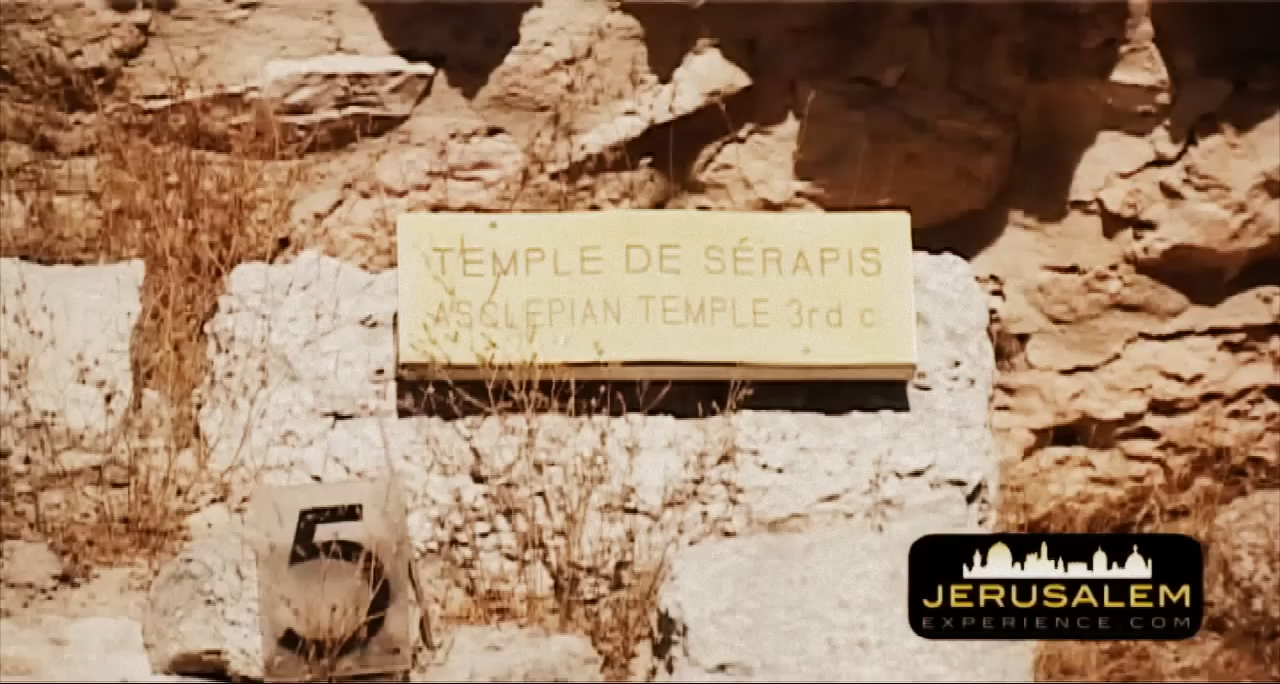 TEMPLE DE SÉRAPIS
ASCLEPIAN TEMPLE 3rd c
5
JERUSALEM
EXPERIENCE.COM